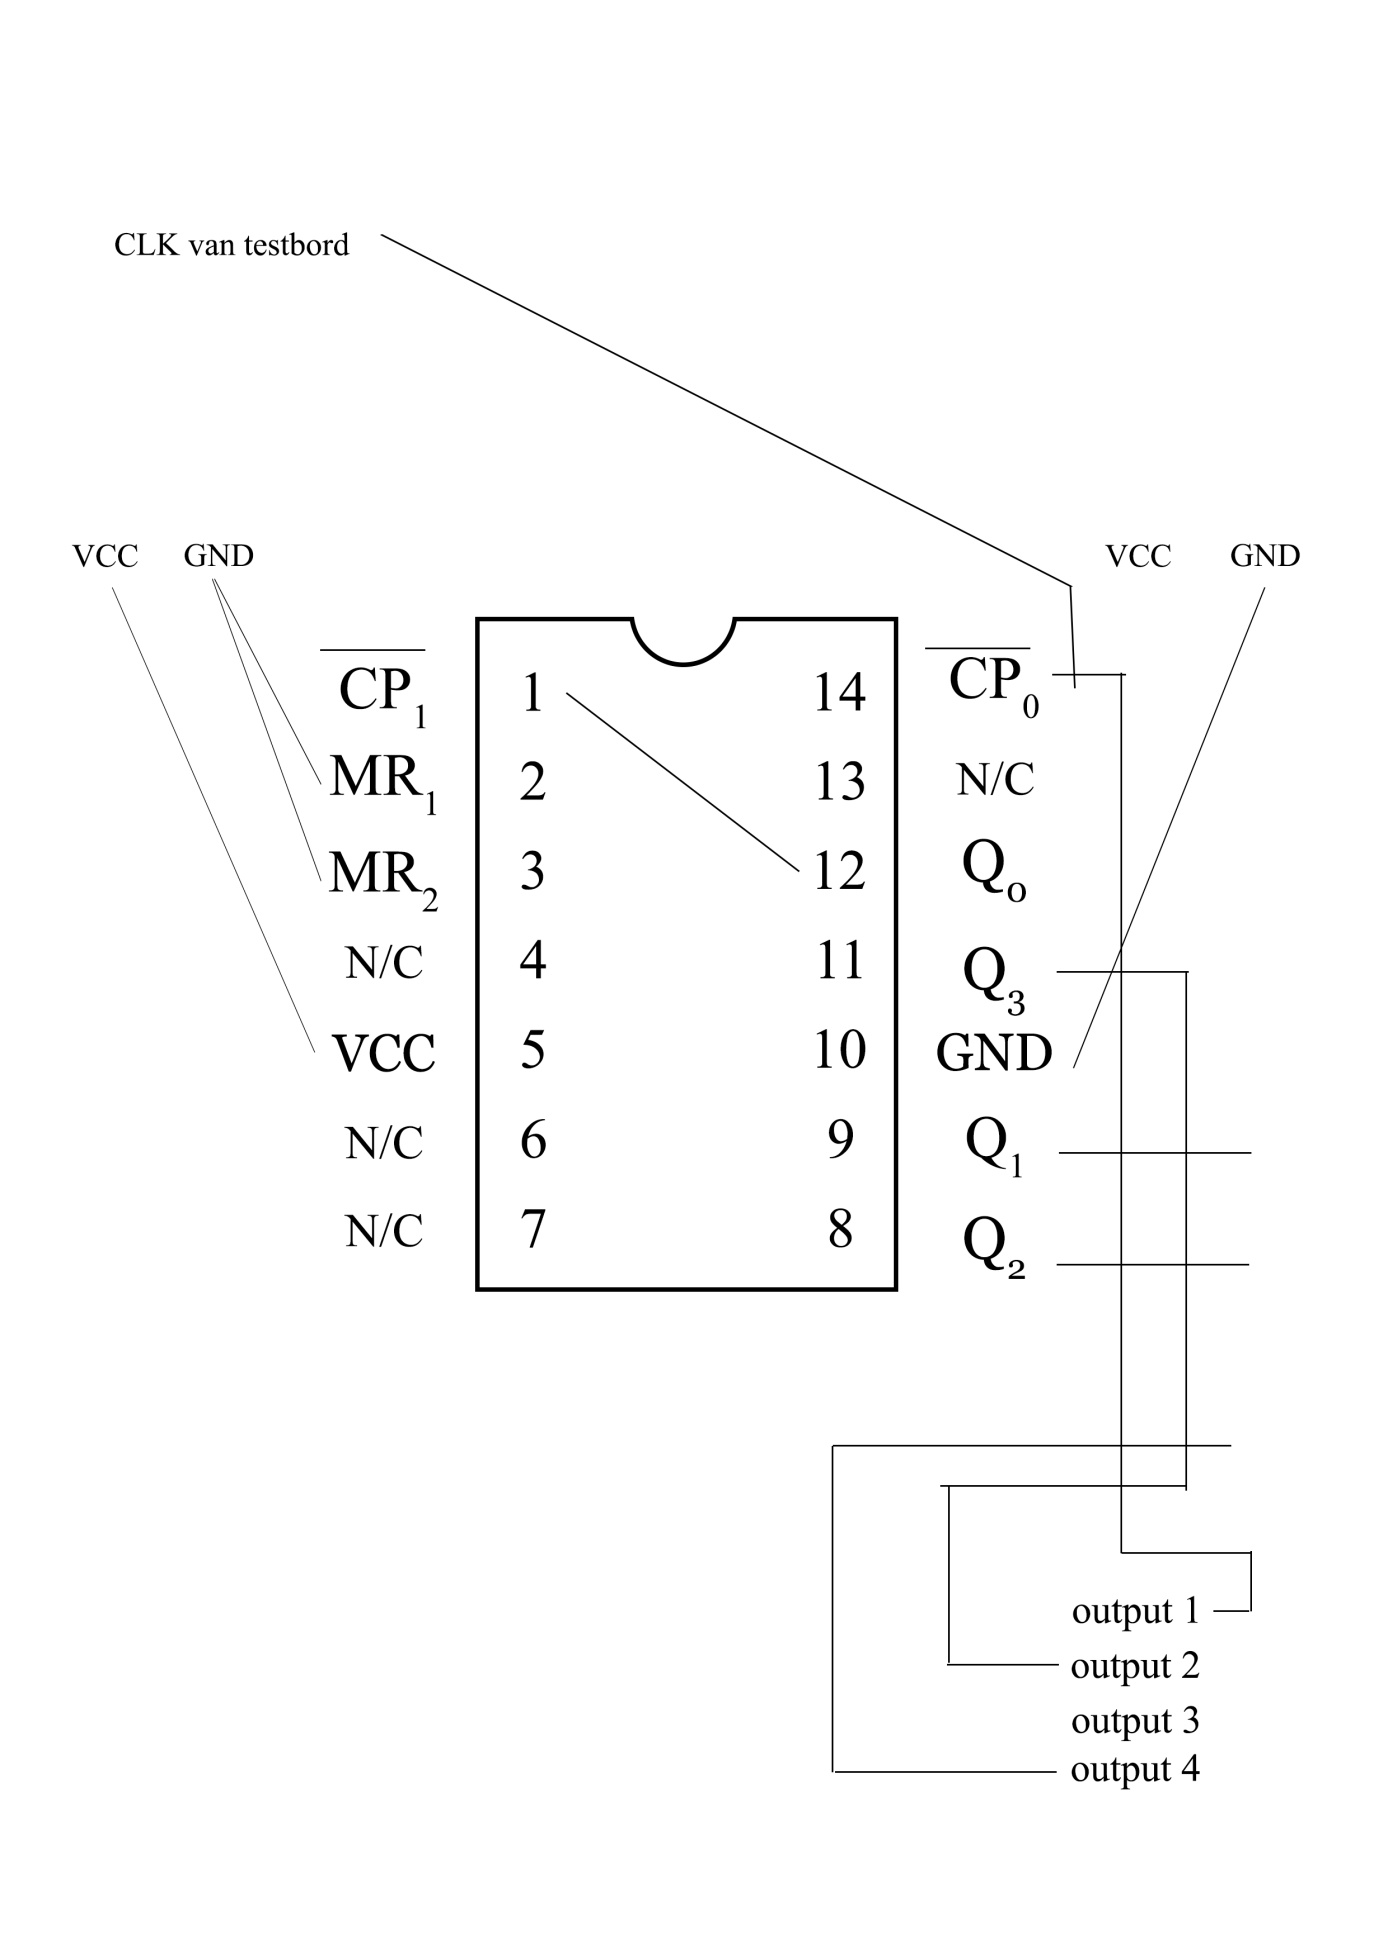 CLK van testbord
VCC GND VCC GND
CP1 1 14 CP0
MR1 2 13 N/C
MR2 3 12 Q0
N/C 4 11 Q3
VCC 5 10 GND
N/C 6 9 Q1
N/C 7 8 Q2
output 1
output 2
output 3
output 4